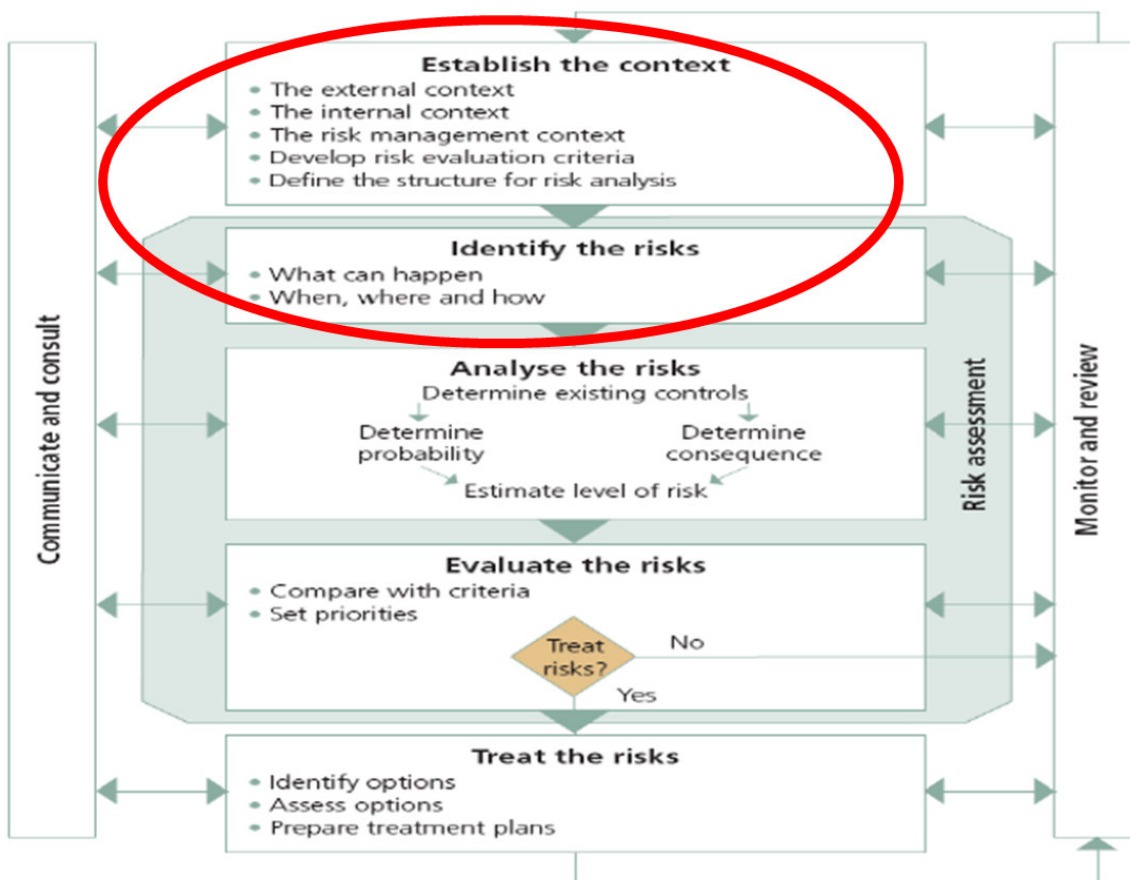 Communicate and consult
Establish the context
• The external context
• The internal context
• The risk management context
• Develop risk evaluation criteria
• Define the structure for risk analysis
Identify the risks
• What can happen
• When, where and how
Analyse the risks
Determine existing controls
Determine
probability
Determine
consequence
Estimate level of risk
Evaluate the risks
• Compare with criteria
• Set priorities
Treat
risks?
No
Yes
Treat the risks
• Identify options
• Assess options
• Prepare treatment plans
Risk assessment
Monitor and review